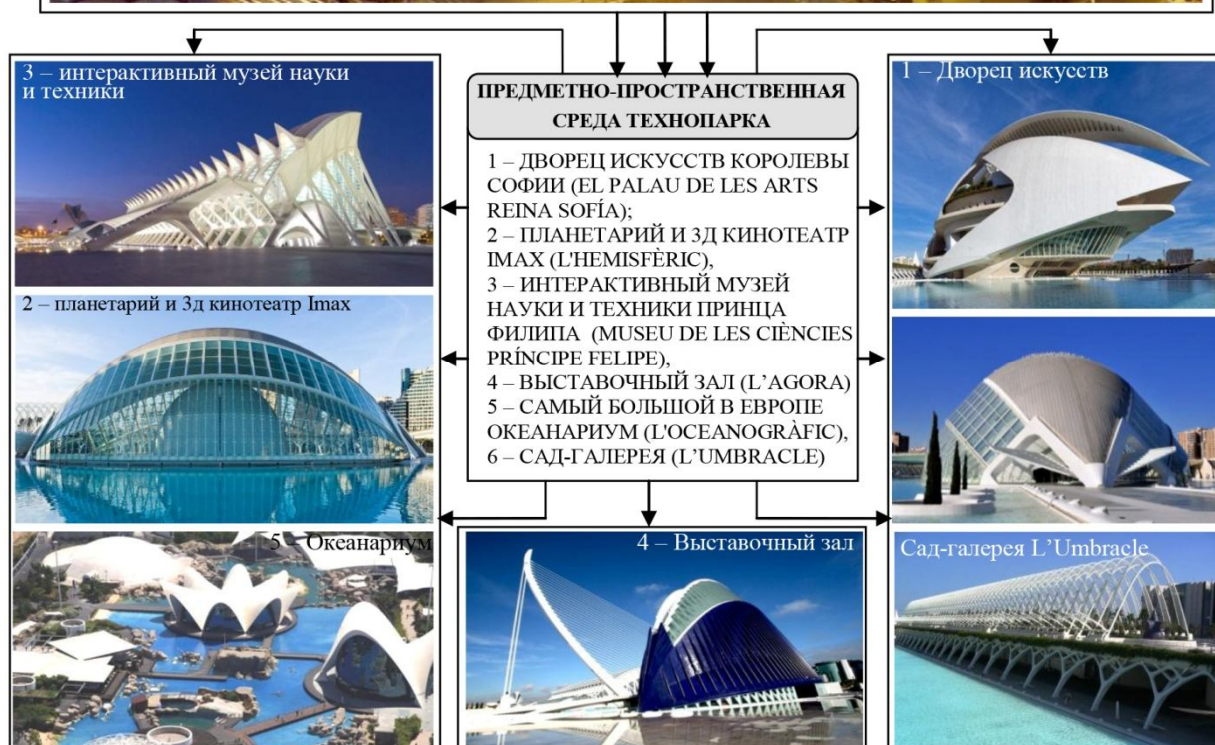 3 – интерактивный музей науки
и техники
2 – планетарий и 3д кинотеатр Imax
5 – Океанариум
ПРЕДМЕТНО-ПРОСТРАНСТВЕННАЯ
СРЕДА ТЕХНОПАРКА
1 – ДВОРЕЦ ИСКУССТВ КОРОЛЕВЫ
СОФИИ (EL PALAU DE LES ARTS
REINA SOFÍA);
2 – ПЛАНЕТАРИЙ И 3Д КИНОТЕАТР
IMAX (L'HEMISFÈRIC),
3 – ИНТЕРАКТИВНЫЙ МУЗЕЙ
НАУКИ И ТЕХНИКИ ПРИНЦА
ФИЛИПА (MUSEU DE LES CIÈNCIES
PRÍNCIPE FELIPE),
4 – ВЫСТАВОЧНЫЙ ЗАЛ (L’AGORA)
5 – САМЫЙ БОЛЬШОЙ В ЕВРОПЕ
ОКЕАНАРИУМ (L'OCEANOGRÀFIC),
6 – САД-ГАЛЕРЕЯ (L’UMBRACLE)
4 – Выставочный зал
1 – Дворец искусств
Сад-галерея L’Umbracle